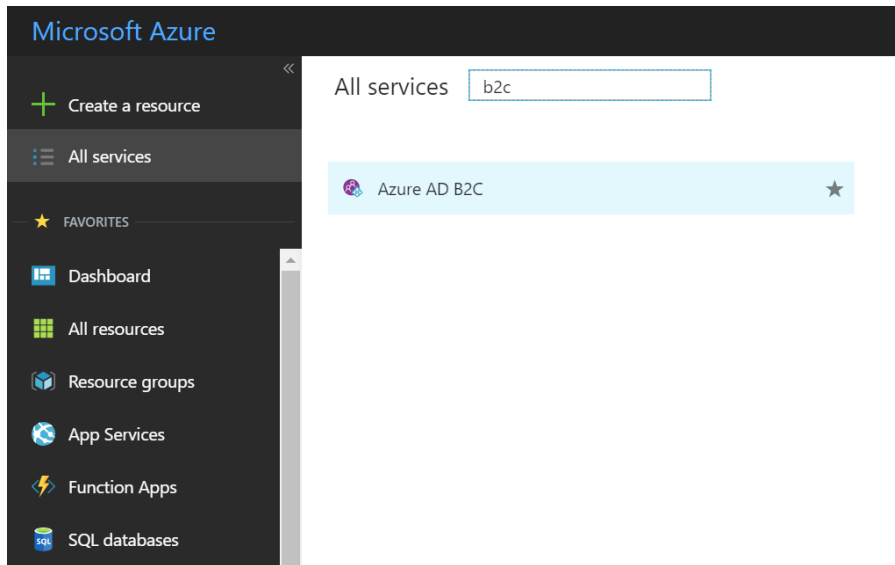 Microsoft Azure
«
Create a resource
All services
FAVORITES
Dashboard
All resources
Resource groups
App Services
Function Apps
SQL
SQL databases
All services
b2c
Azure AD B2C